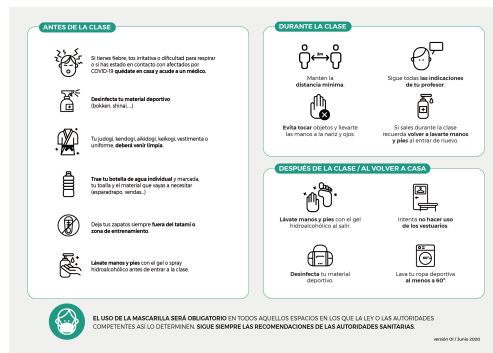 ANTES DE LA CLASE
Si tienes fiebre, tos irritativa o dificultad para respirar
o si has estado en contacto con afectados por
COVID-19 quédate en casa y acude a un médico.
Desinfecta tu material deportivo
(bokken, shinai, ...)
Tu judogi, kendogi, aikidogi, keikogi, vestimenta o
uniforme, deberá venir limpia.
Trae tu botella de agua individual y marcada,
tu toalla y el material que vayas a necesitar
(esparadrapo, vendas...)
Deja tus zapatos siempre fuera del tatami o
zona de entrenamiento.
Lávate manos y pies con el gel o spray
hidroalcohólico antes de entrar a la clase.
DURANTE LA CLASE
2m
Mantén la
distancia mínima.
Sigue todas las indicaciones
de tu profesor.
Evita tocar objetos y llevarte
las manos a la nariz y ojos.
Si sales durante la clase
recuerda volver a lavarte manos
y pies al entrar de nuevo.
DESPUÉS DE LA CLASE / AL VOLVER A CASA
Lávate manos y pies con el gel
hidroalcohólico al salir.
Intenta no hacer uso
de los vestuarios.
Desinfecta tu material
deportivo.
60°
Lava tu ropa deportiva
al menos a 60°.
EL USO DE LA MASCARILLA SERÁ OBLIGATORIO EN TODOS AQUELLOS ESPACIOS EN LOS QUE LA LEY O LAS AUTORIDADES
COMPETENTES ASÍ LO DETERMINEN. SIGUE SIEMPRE LAS RECOMENDACIONES DE LAS AUTORIDADES SANITARIAS.
versión 01 / Junio 2020